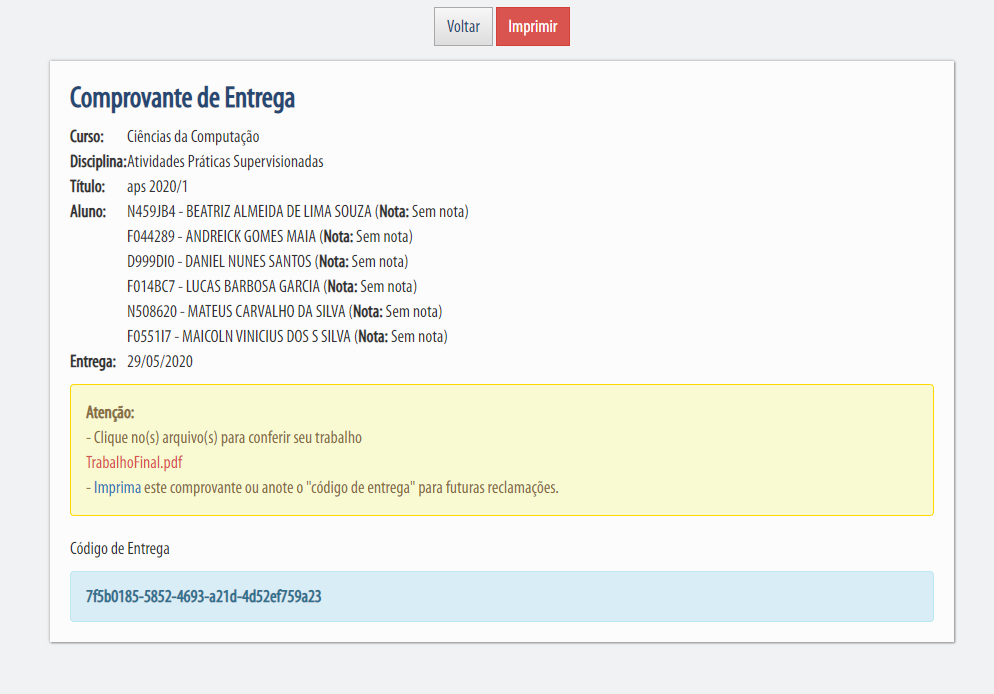 Voltar Imprimir
Comprovante de Entrega
Curso: Ciências da Computação
Disciplina: Atividades Práticas Supervisionadas
Título: aps 2020/1
Aluno: N459JB4 - BEATRIZ ALMEIDA DE LIMA SOUZA (Nota: Sem nota)
F044289 - ANDREICK GOMES MAIA (Nota: Sem nota)
D999DI0 - DANIEL NUNES SANTOS (Nota: Sem nota)
F014BC7 - LUCAS BARBOSA GARCIA (Nota: Sem nota)
N508620 - MATEUS CARVALHO DA SILVA (Nota: Sem nota)
F0551I7 - MAICOLN VINICIUS DOS S SILVA (Nota: Sem nota)
Entrega: 29/05/2020
Atenção:
- Clique no(s) arquivo(s) para conferir seu trabalho
TrabalhoFinal.pdf
- Imprima este comprovante ou anote o "código de entrega" para futuras reclamações.
Código de Entrega
7f5b0185-5852-4693-a21d-4d52ef759a23